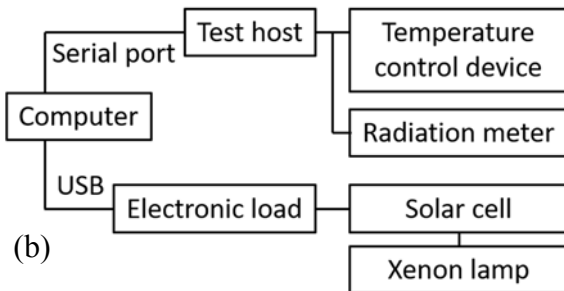 Test host
Temperature
control device
Serial port
Computer
Radiation meter
USB
Electronic load
Solar cell
(b)
Xenon lamp